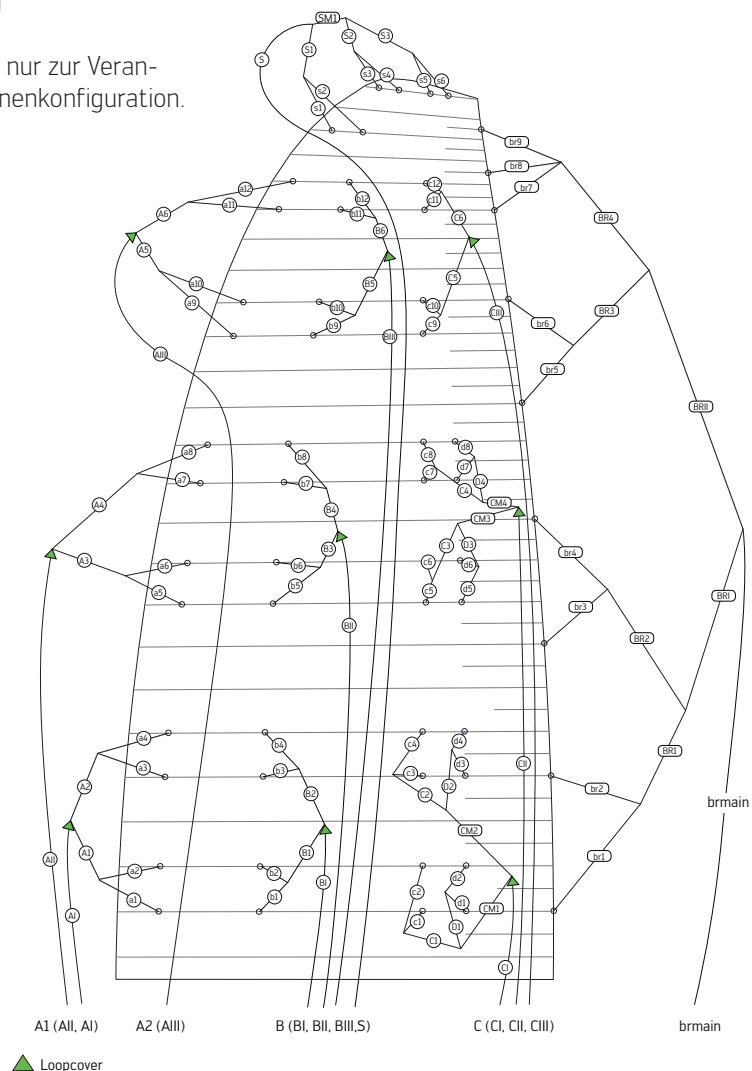 nur zur Veran-
nenkonfiguration.
SM1
S S1 S2 S3
s3 s4 s5 s6
s2
s1
br9
br8
br7
a12 b12 c12
a11 b11 c11
A6 B6 C6 BR4
A5
a10 B5 C5
a9 b10 c10 CIII BR3
b9 c9 br6
AIII BIII
br5
BRII
a8 b8 c8 d8
a7 b7 c7 d7
A4 B4 C4 D4 CM4
CM3
A3 B3 C3 D3 br4
a6 b6 c6 d6
a5 b5 c5 d5
br3 BRI
BII BR2
a4 b4 c4 d4
a3 b3 c3 d3 BR1
CII
A2 B2 C2 D2 br2
brmain
CM2
A1 B1 br1
AII
a2 b2 BI c2 d2
a1 b1 d1
AI c1 CM1
C1 D1
CI
A1 (AII, AI) A2 (AIII) B (BI, BII, BIII,S) C (CI, CII, CIII) brmain
Loopcover